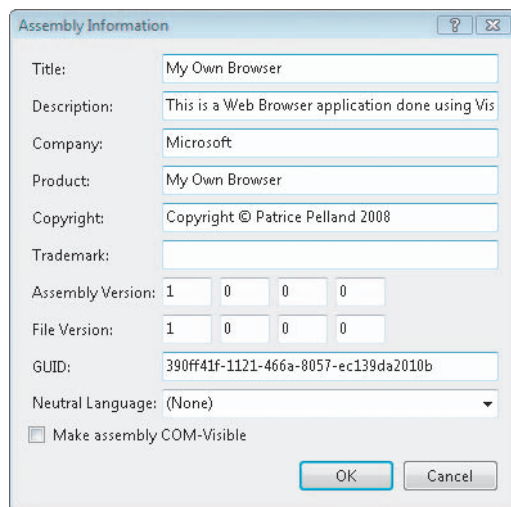 Assembly Information
Title: My Own Browser
Description: This is a Web Browser application done using Vis
Company: Microsoft
Product: My Own Browser
Copyright: Copyright © Patrice Pelland 2008
Trademark:
Assembly Version: 1 0 0 0
File Version: 1 0 0 0
GUID: 390ff41f-1121-466a-8057-ec139da2010b
Neutral Language: (None)
Make assembly COM-Visible
OK Cancel